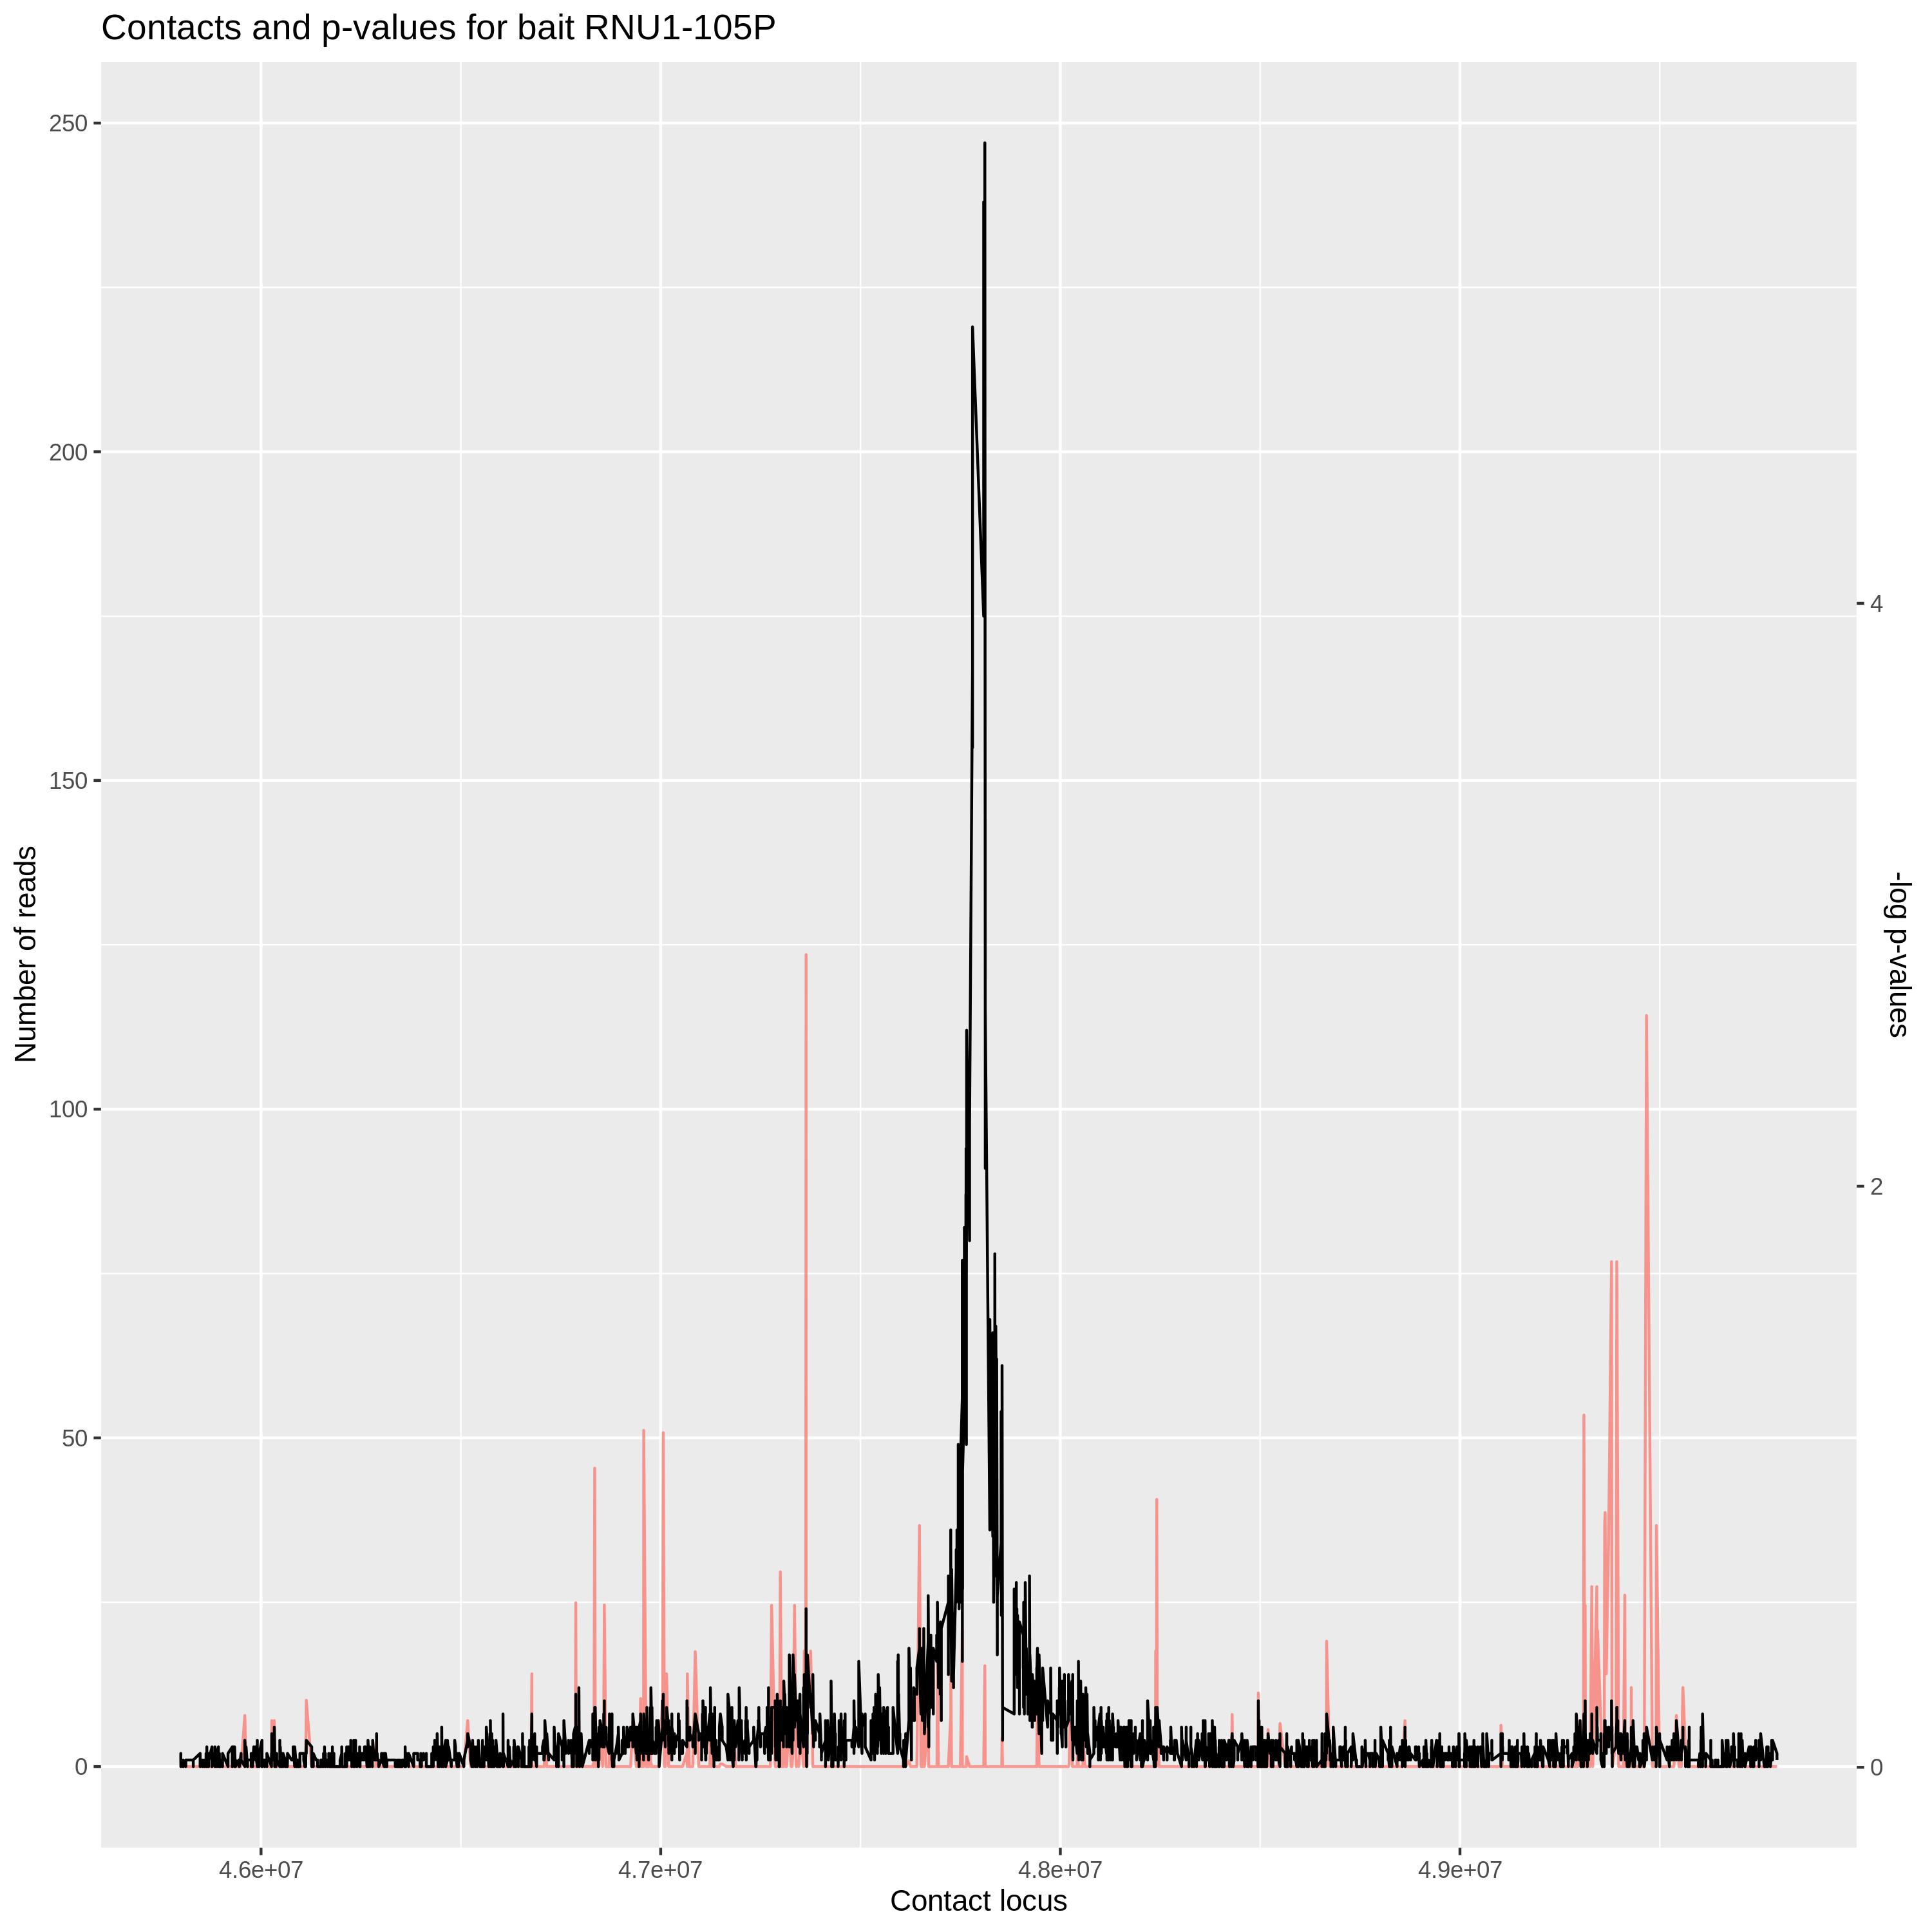 Contacts and p-values for bait RNU1-105P
250
200
150
100
50
0
Number of reads
4
2
0
-log p-values
4.6e+07
4.7e+07
4.8e+07
4.9e+07
Contact locus